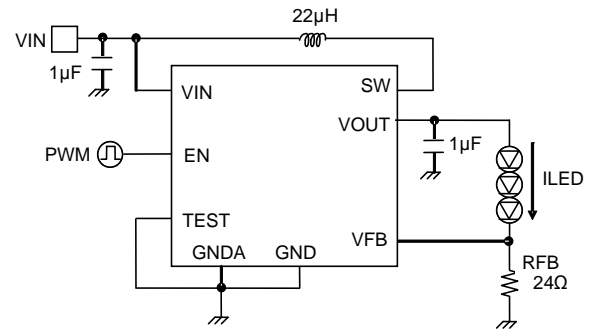 22μH
VIN
1μF
VIN
SW
VOUT
1μF
PWM
EN
ILED
TEST
VFB
GNDA
GND
RFB
24Ω